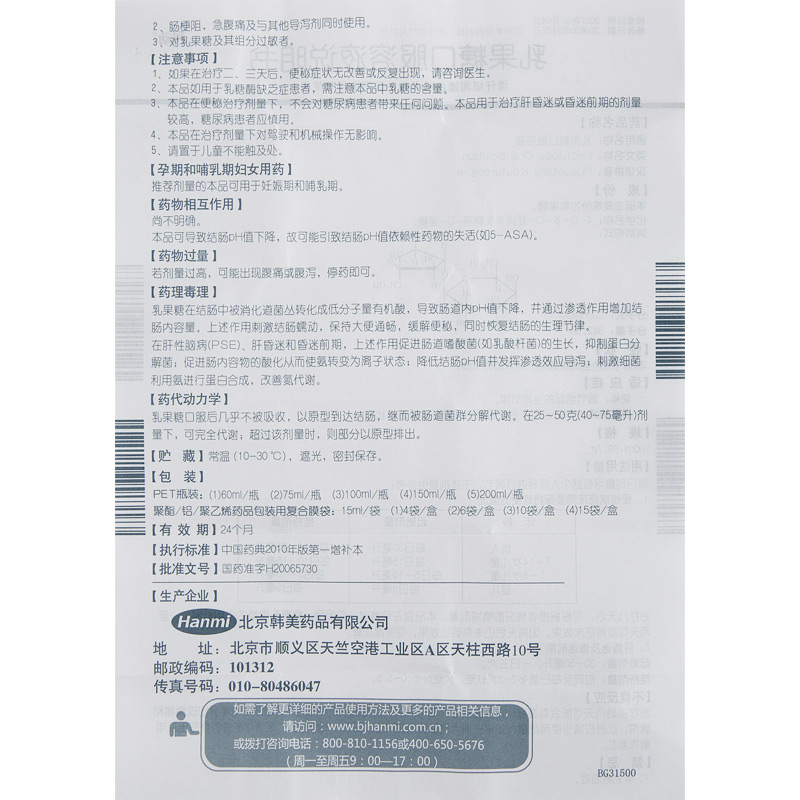 2、肠梗阻，急腹痛及与其他导泻剂同时使用。
3、对乳果糖及其组分过敏者。
【注意事项】
1、如果在治疗二、三天后，便秘症状无改善或反复出现，请咨询医生。
2、本品如用于乳糖酶缺乏症患者，需注意本品中乳糖的含量。
3、本品在便秘治疗剂量下，不会对糖尿病患者带来任何问题。本品用于治疗肝昏迷或昏迷前期的剂量
较高，糖尿病患者应慎用。
4、本品在治疗剂量下对驾驶和机械操作无影响。
5、请置于儿童不能触及处。
【孕期和哺乳期妇女用药】
推荐剂量的本品可用于妊娠期和哺乳期。
【药物相互作用】
尚不明确。
本品可导致结肠pH值下降，故可能引致结肠pH值依赖性药物的失活(如5-ASA)。
【药物过量】
若剂量过高，可能出现腹痛或腹泻，停药即可。
【药理毒理】
乳果糖在结肠中被消化道菌丛转化成低分子量有机酸，导致肠道内pH值下降，并通过渗透作用增加结
肠内容量。上述作用刺激结肠蠕动，保持大便通畅，缓解便秘，同时恢复结肠的生理节律。
在肝性脑病(PSE)、肝昏迷和昏迷前期，上述作用促进肠道嗜酸菌(如乳酸杆菌)的生长，抑制蛋白分
解菌；促进肠内容物的酸化从而使氨转变为离子状态；降低结肠PH值并发挥渗透效应导泻；刺激细菌
利用氨进行蛋白合成，改善氮代谢。
【药代动力学】
乳果糖口服后几乎不被吸收，以原型到达结肠，继而被肠道菌群分解代谢。在25~50克(40~75毫升)剂
量下，可完全代谢；超过该剂量时，则部分以原型排出。
【贮 藏】常温(10-30℃)，遮光，密封保存。
【包 装】
PET瓶装：(1)60ml/瓶 (2)75ml/瓶 (3)100ml/瓶 (4)150ml/瓶 (5)200ml/瓶
聚酯/铝/聚乙烯药品包装用复合膜袋：15ml/袋 (1)4袋/盒 (2)6袋/盒 (3)10袋/盒 (4)15袋/盒
【有 效 期】24个月
【执行标准】中国药典2010年版第一增补本
【批准文号】国药准字H20065730
【生产企业】
Hanmi 北京韩美药品有限公司
地 址：北京市顺义区天竺空港工业区A区天柱西路10号
邮政编码：101312
传真号码：010-80486047
如需了解更详细的产品使用方法及更多的产品相关信息，
请访问：www.bjhanmi.com.cn；
或拨打咨询电话：800-810-1156或400-650-5676
（周一至周五9：00—17：00）
BG31500